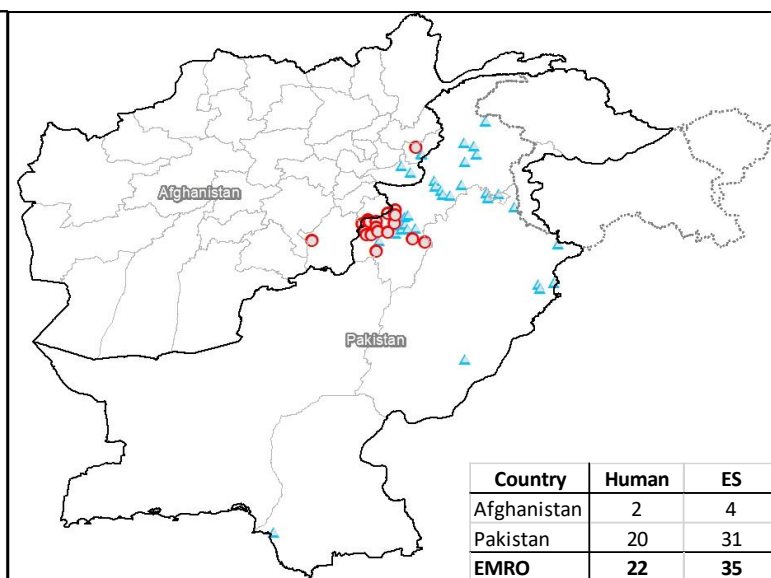 Afghanistan
Pakistan
Country Human ES
Afghanistan 2 4
Pakistan 20 31
EMRO 22 35